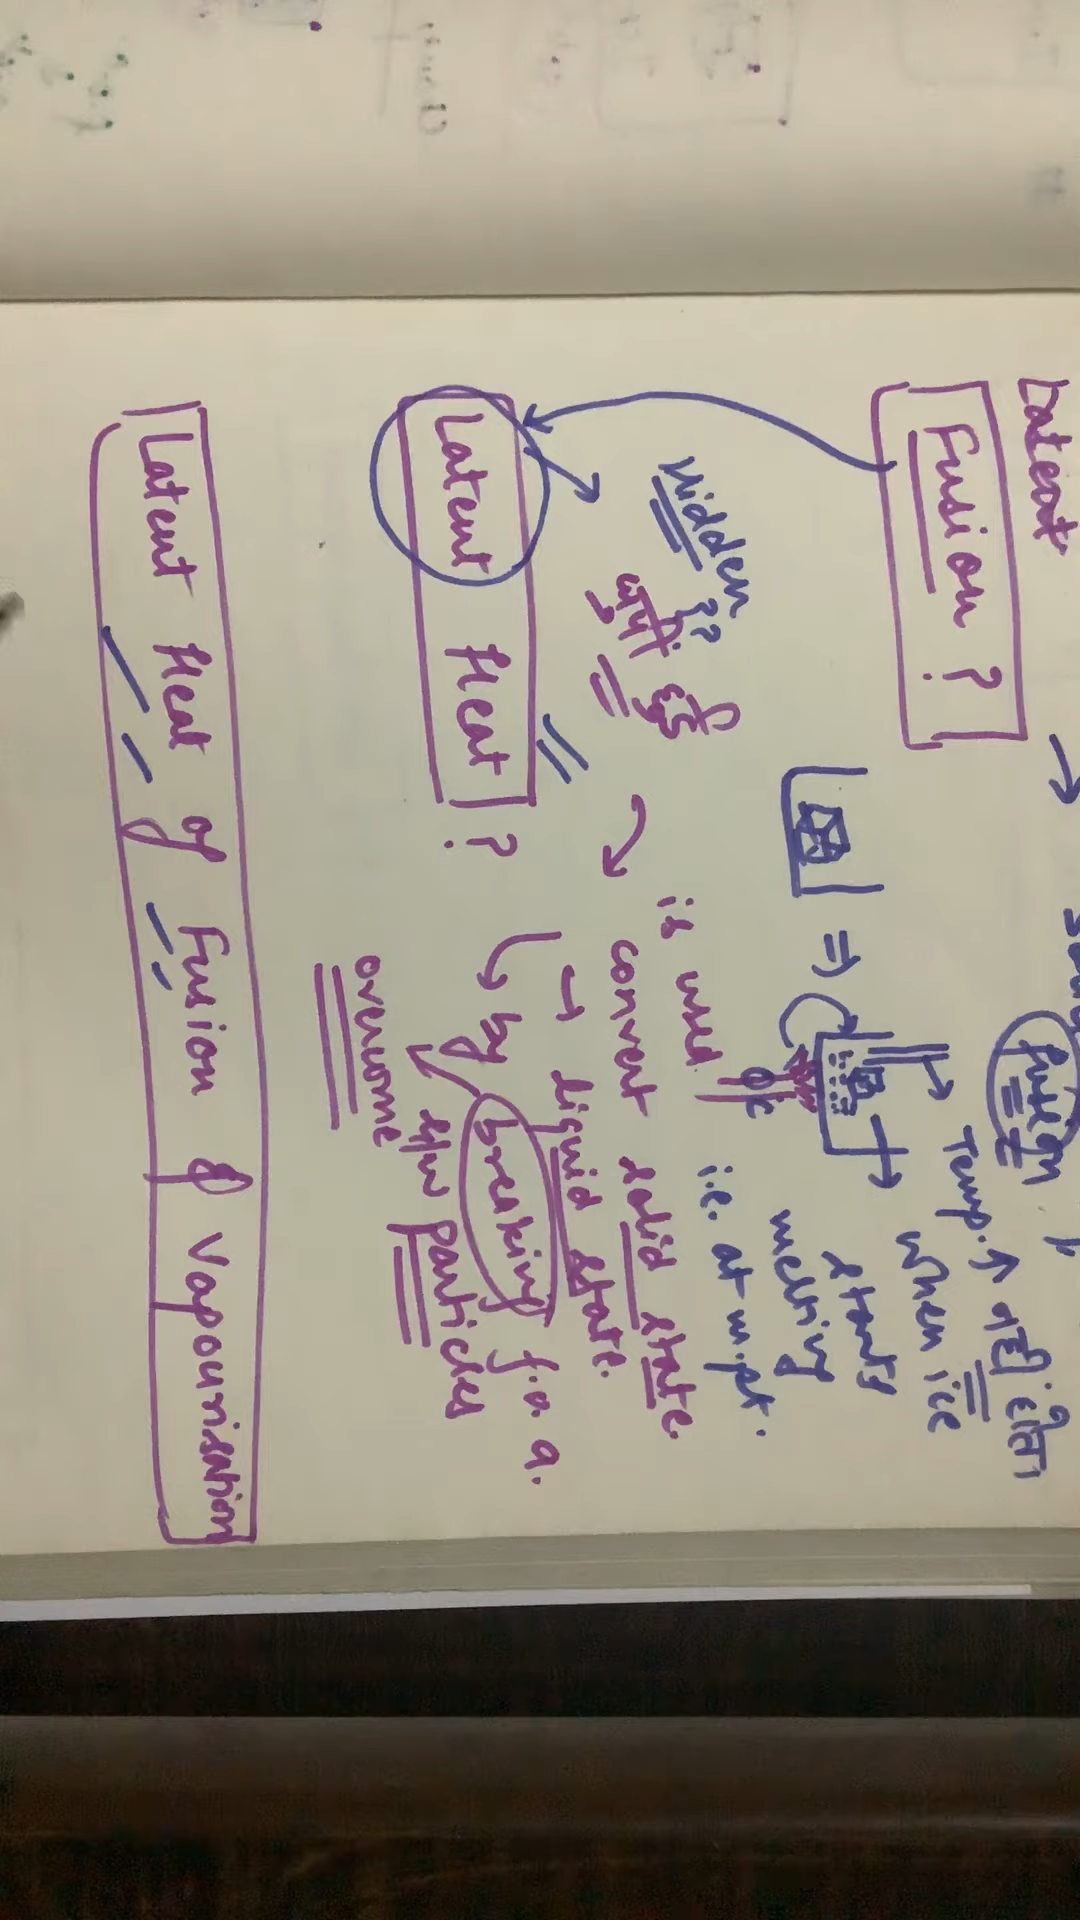 Latent
Fusion ?
fusion
Temp. ↑ नहीं होता
when ice
starts
melting
i.e. at m.pt.
0°C
Hidden ??
छुपी हुई
is used
convert solid state.
→ liquid state.
Latent Heat ?
by breaking f.o.a.
b/w particles
overcome
Latent Heat of Fusion & Vapourisation